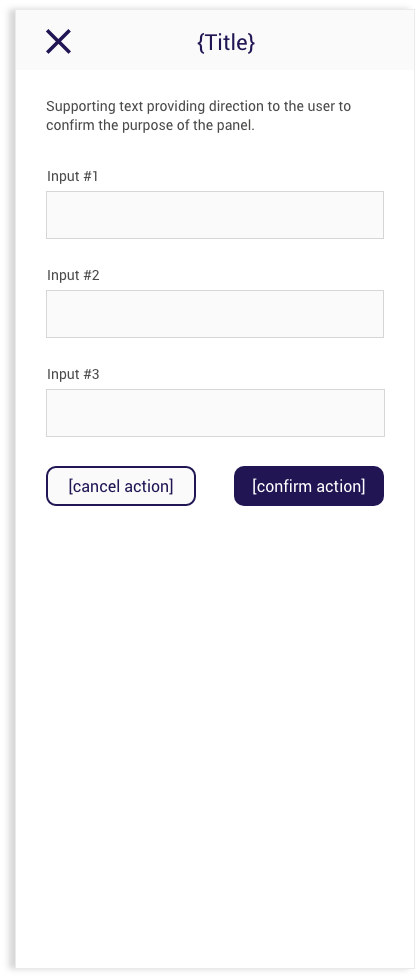 {Title}
Supporting text providing direction to the user to
confirm the purpose of the panel.
Input #1
Input #2
Input #3
[cancel action]
[confirm action]